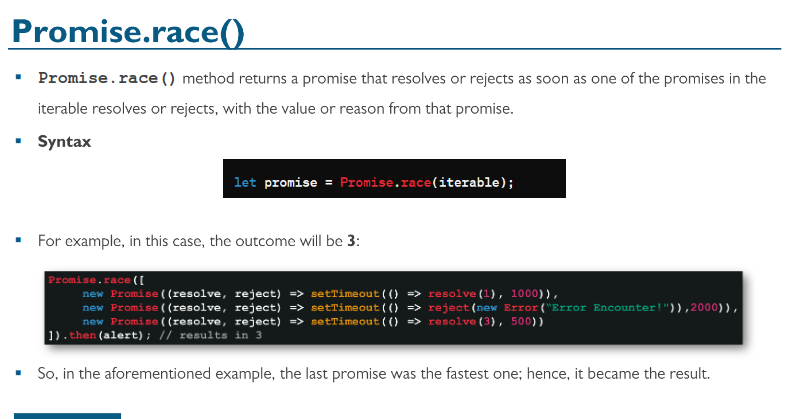 Promise.race()
▪ Promise.race() method returns a promise that resolves or rejects as soon as one of the promises in the
iterable resolves or rejects, with the value or reason from that promise.
▪ Syntax
let promise = Promise.race(iterable);
▪ For example, in this case, the outcome will be 3:
Promise.race([
    new Promise((resolve, reject) => setTimeout(() => resolve(1), 1000)),
    new Promise((resolve, reject) => setTimeout(() => reject(new Error("Error Encounter!")),2000)),
    new Promise((resolve, reject) => setTimeout(() => resolve(3), 500))
]).then(alert); // results in 3
▪ So, in the aforementioned example, the last promise was the fastest one; hence, it became the result.